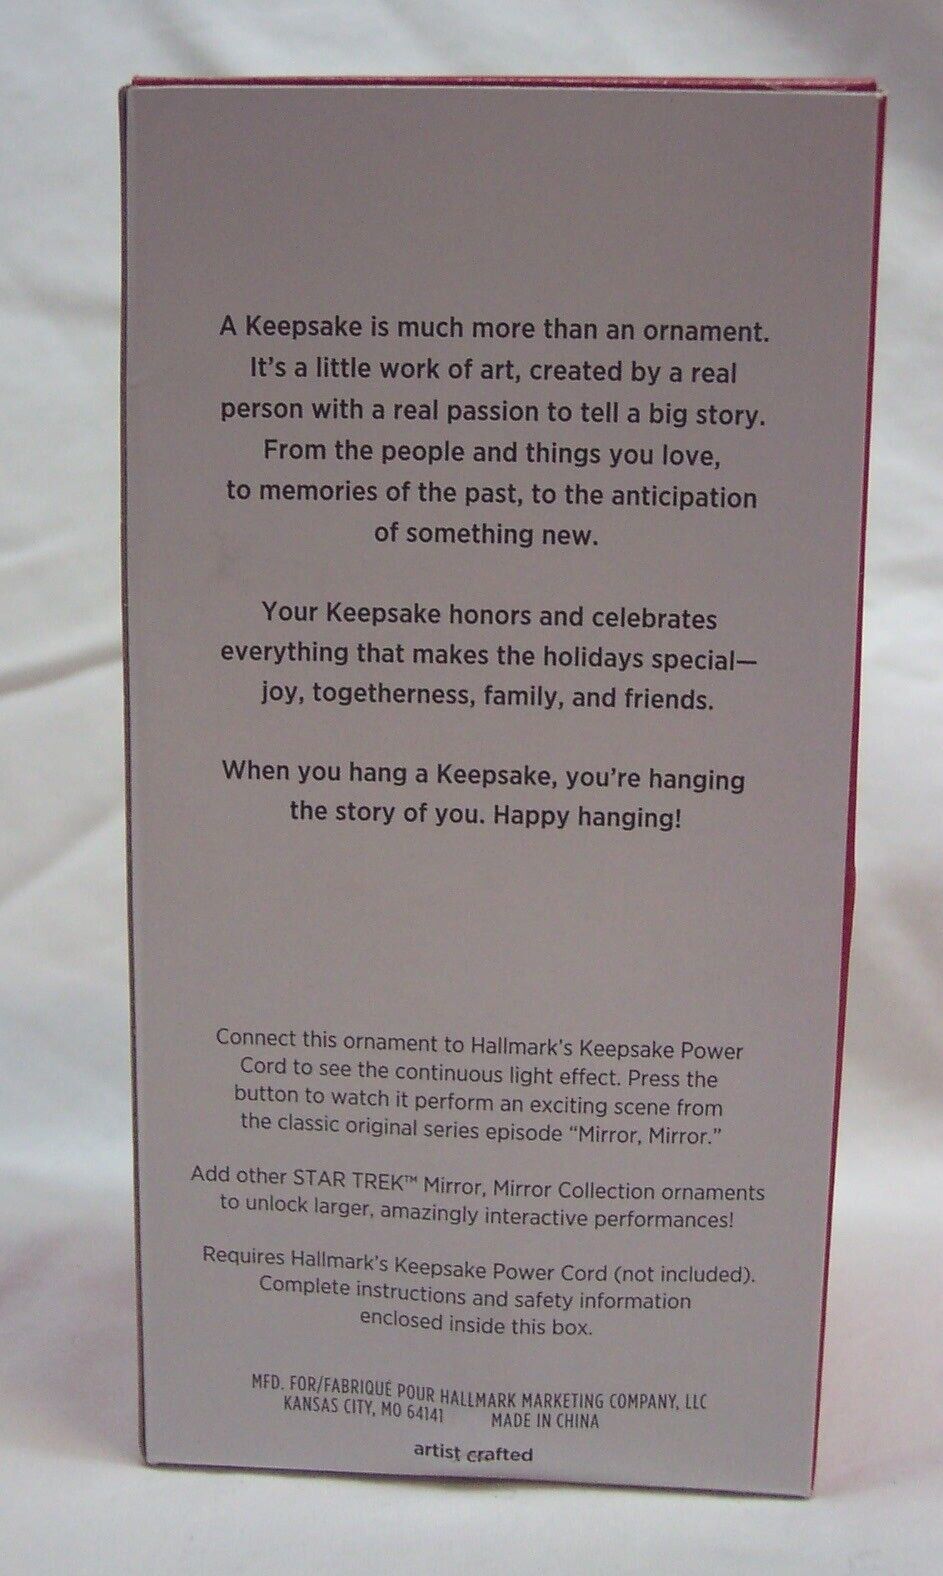 A Keepsake is much more than an ornament.
It's a little work of art, created by a real
person with a real passion to tell a big story.
From the people and things you love,
to memories of the past, to the anticipation
of something new.
Your Keepsake honors and celebrates
everything that makes the holidays special—
joy, togetherness, family, and friends.
When you hang a Keepsake, you're hanging
the story of you. Happy hanging!
Connect this ornament to Hallmark's Keepsake Power
Cord to see the continuous light effect. Press the
button to watch it perform an exciting scene from
the classic original series episode “Mirror, Mirror.”
Add other STAR TREK™ Mirror, Mirror Collection ornaments
to unlock larger, amazingly interactive performances!
Requires Hallmark's Keepsake Power Cord (not included).
Complete instructions and safety information
enclosed inside this box.
MFD. FOR/FABRIQUÉ POUR HALLMARK MARKETING COMPANY, LLC
KANSAS CITY, MO 64141 MADE IN CHINA
artist crafted